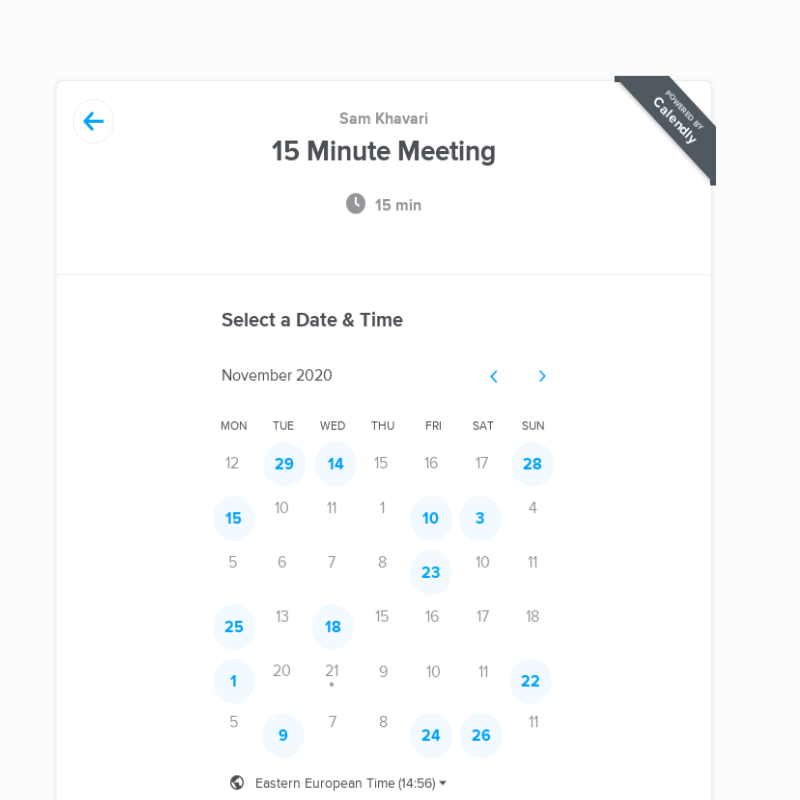 POWERED BY
Calendly
Sam Khavari
15 Minute Meeting
15 min
Select a Date & Time
November 2020
MON TUE WED THU FRI SAT SUN
12 29 14 15 16 17 28
15 10 11 1 10 3 4
5 6 7 8 23 10 11
25 13 18 15 16 17 18
1 20 21 9 10 11 22
5 9 7 8 24 26 11
Eastern European Time (14:56)